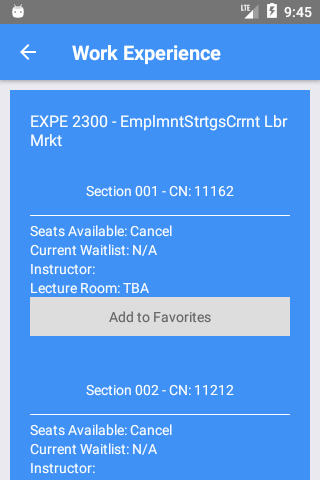 LTE 9:45
Work Experience
EXPE 2300 - EmplmntStrtgsCrrnt Lbr
Mrkt
Section 001 - CN: 11162
Seats Available: Cancel
Current Waitlist: N/A
Instructor:
Lecture Room: TBA
Add to Favorites
Section 002 - CN: 11212
Seats Available: Cancel
Current Waitlist: N/A
Instructor: